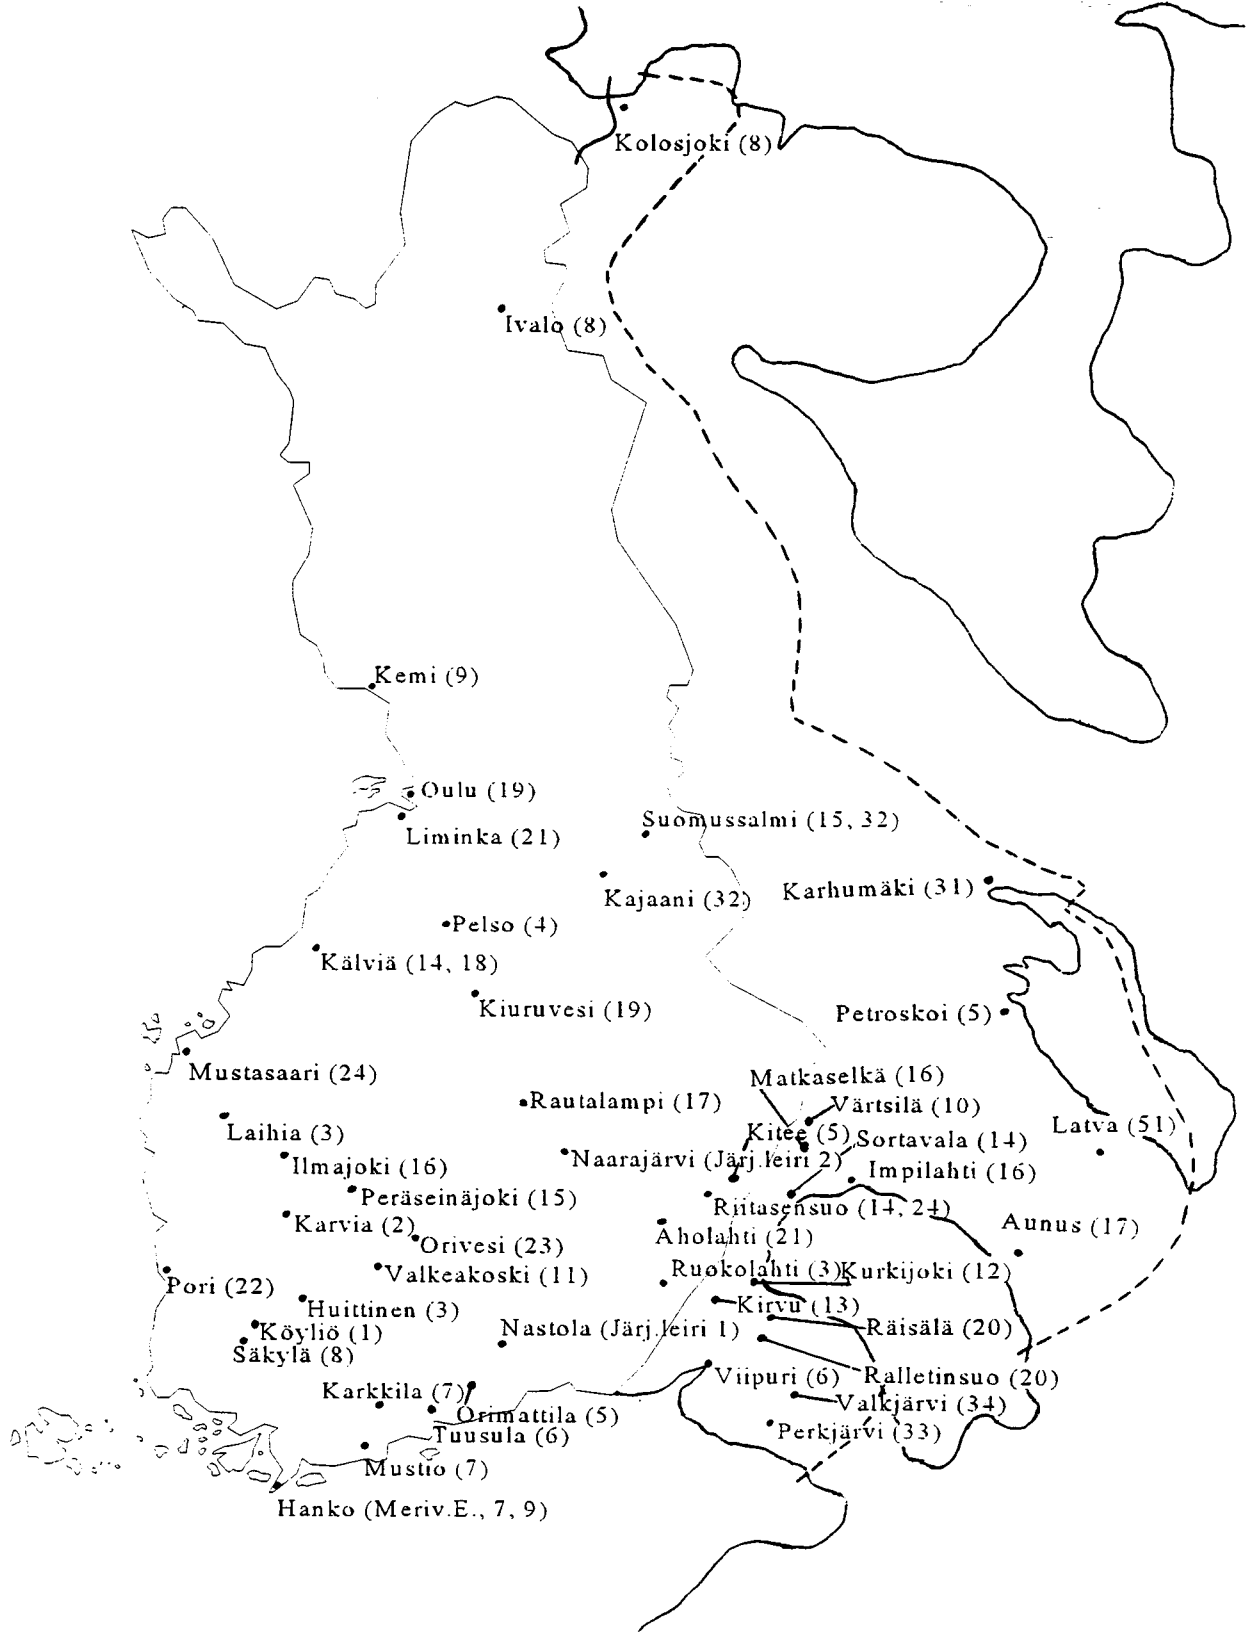 Kolosjoki (8)
Ivalo (8)
Kemi (9)
Oulu (19)
Liminka (21)
Suomussalmi (15, 32)
Kajaani (32)
Karhumäki (31)
Pelso (4)
Kälviä (14, 18)
Kiuruvesi (19)
Petroskoi (5)
Mustasaari (24)
Matkaselkä (16)
Rautalampi (17)
Värtsilä (10)
Laihia (3)
Kitee (5)
Sortavala (14)
Latva (51)
Ilmajoki (16)
Naarajärvi (Järj.leiri 2)
Impilahti (16)
Peräseinäjoki (15)
Riitasensuo (14, 24)
Karvia (2)
Aholahti (21)
Aunus (17)
Orivesi (23)
Valkeakoski (11)
Ruokolahti (3)
Kurkijoki (12)
Pori (22)
Huittinen (3)
Kirvu (13)
Köyliö (1)
Nastola (Järj.leiri 1)
Räisälä (20)
Säkylä (8)
Viipuri (6)
Ralletinsuo (20)
Karkkila (7)
Valkjärvi (34)
Orimattila (5)
Tuusula (6)
Perkjärvi (33)
Mustio (7)
Hanko (Meriv.E., 7, 9)